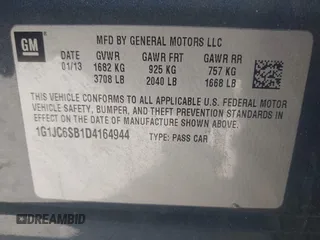 GM
MFD BY GENERAL MOTORS LLC
DATE GVWR GAWR FRT GAWR RR
01/13 1682 KG 925 KG 757 KG
3708 LB 2040 LB 1668 LB
THIS VEHICLE CONFORMS TO ALL APPLICABLE U.S. FEDERAL MOTOR
VEHICLE SAFETY, BUMPER, AND THEFT PREVENTION STANDARDS
IN EFFECT ON THE DATE OF MANUFACTURE SHOWN ABOVE.
1G1JC6SB1D4164944 TYPE: PASS CAR
DREAMBID